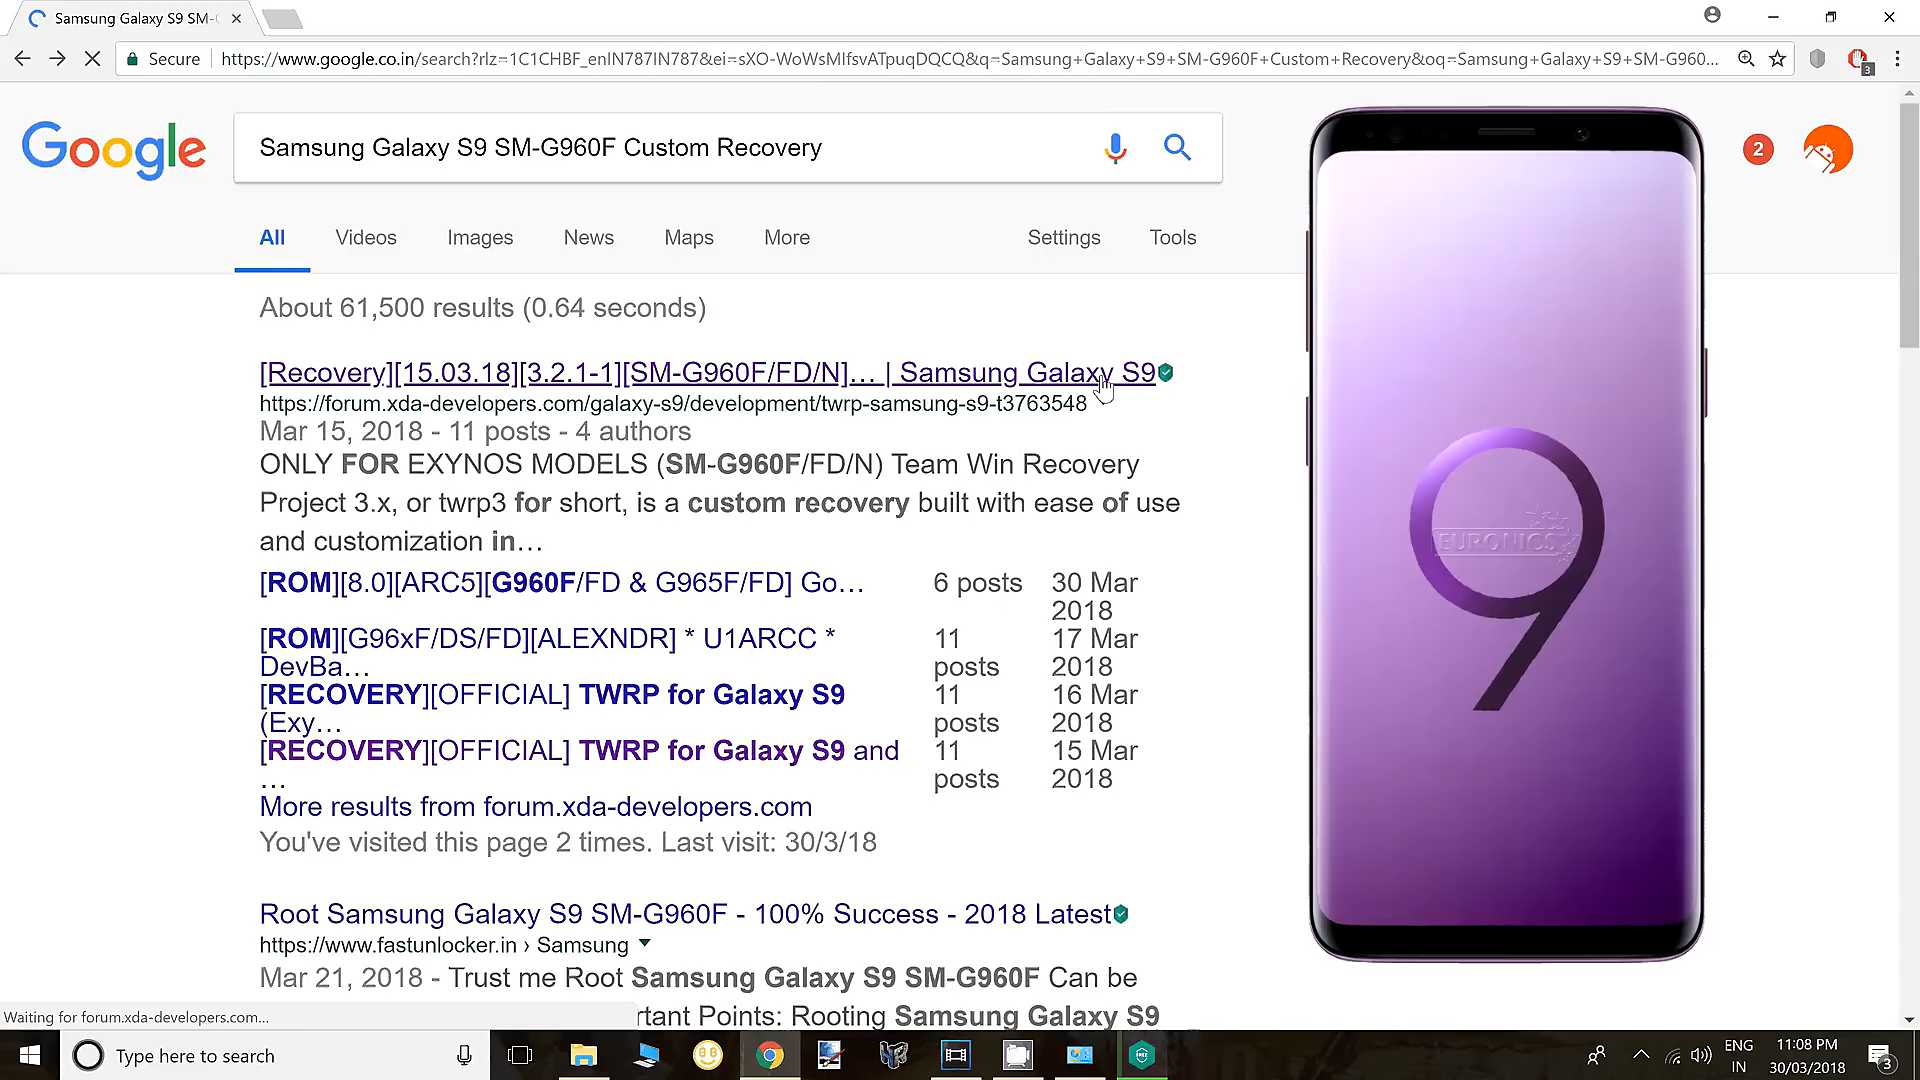 Samsung Galaxy S9 SM-
Secure
https://www.google.co.in/search?rlz=1C1CHBF_enIN787IN787&ei=sXO-WoWsMIfsvATpuqDQCQ&q=Samsung+Galaxy+S9+SM-G960F+Custom+Recovery&oq=Samsung+Galaxy+S9+SM-G960...
3
Google
Samsung Galaxy S9 SM-G960F Custom Recovery
2
All Videos Images News Maps More Settings Tools
About 61,500 results (0.64 seconds)
[Recovery][15.03.18][3.2.1-1][SM-G960F/FD/N]... | Samsung Galaxy S9
https://forum.xda-developers.com/galaxy-s9/development/twrp-samsung-s9-t3763548
Mar 15, 2018 - 11 posts - 4 authors
ONLY FOR EXYNOS MODELS (SM-G960F/FD/N) Team Win Recovery
Project 3.x, or twrp3 for short, is a custom recovery built with ease of use
and customization in...
[ROM][8.0][ARC5][G960F/FD & G965F/FD] Go... 6 posts 30 Mar
2018
[ROM][G96xF/DS/FD][ALEXNDR] * U1ARCC * 11 17 Mar
DevBa... posts 2018
[RECOVERY][OFFICIAL] TWRP for Galaxy S9 11 16 Mar
(Exy... posts 2018
[RECOVERY][OFFICIAL] TWRP for Galaxy S9 and 11 15 Mar
... posts 2018
More results from forum.xda-developers.com
You've visited this page 2 times. Last visit: 30/3/18
Root Samsung Galaxy S9 SM-G960F - 100% Success - 2018 Latest
https://www.fastunlocker.in › Samsung
Mar 21, 2018 - Trust me Root Samsung Galaxy S9 SM-G960F Can be
rtant Points: Rooting Samsung Galaxy S9
9
EURONICS
Waiting for forum.xda-developers.com...
Type here to search
FREE
ENG
IN
11:08 PM
30/03/2018
3